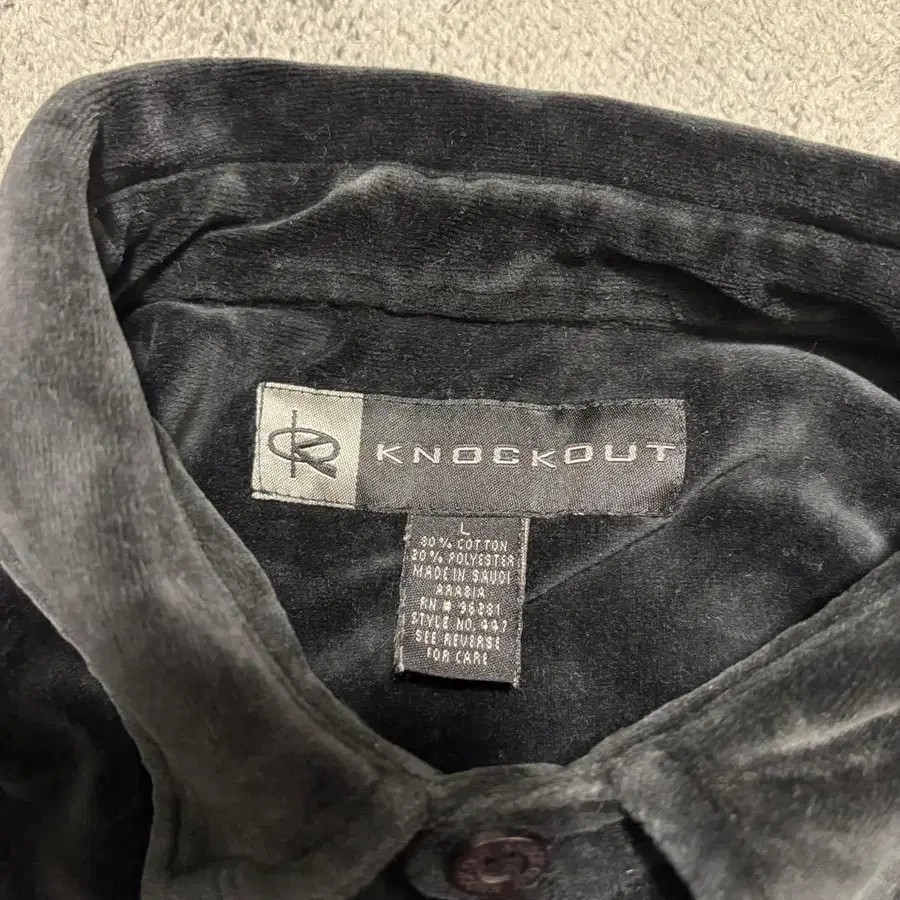 KNOCKOUT
L
80% COTTON
20% POLYESTER
MADE IN SAUDI
ARABIA
RN # 96281
STYLE NO. 447
SEE REVERSE
FOR CARE